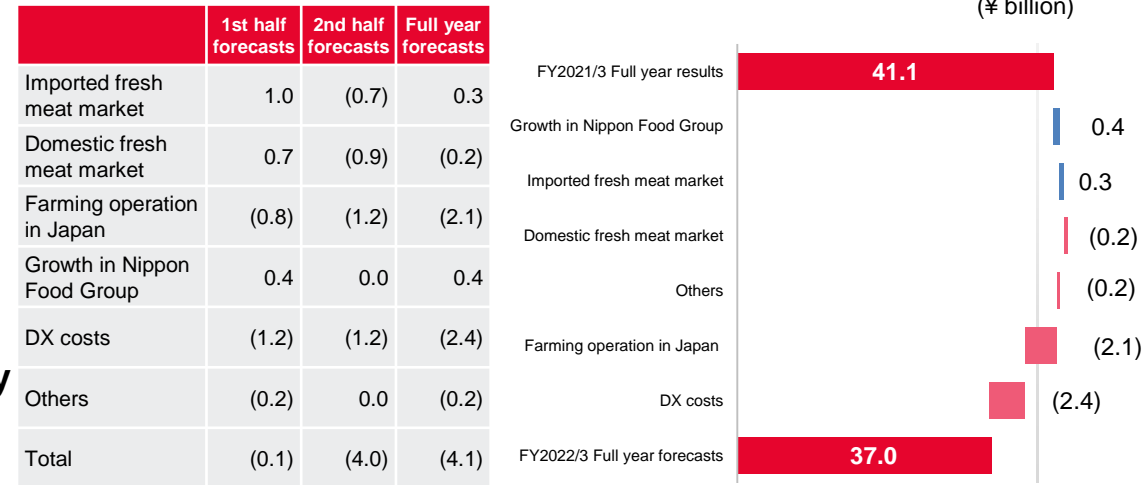 (¥ billion)
1st half 2nd half Full year
forecasts forecasts forecasts
Imported fresh
meat market 1.0 (0.7) 0.3
Domestic fresh
meat market 0.7 (0.9) (0.2)
Farming operation
in Japan (0.8) (1.2) (2.1)
Growth in Nippon
Food Group 0.4 0.0 0.4
DX costs (1.2) (1.2) (2.4)
y
Others (0.2) 0.0 (0.2)
Total (0.1) (4.0) (4.1)
FY2021/3 Full year results 41.1
Growth in Nippon Food Group 0.4
Imported fresh meat market 0.3
Domestic fresh meat market (0.2)
Others (0.2)
Farming operation in Japan (2.1)
DX costs (2.4)
FY2022/3 Full year forecasts 37.0